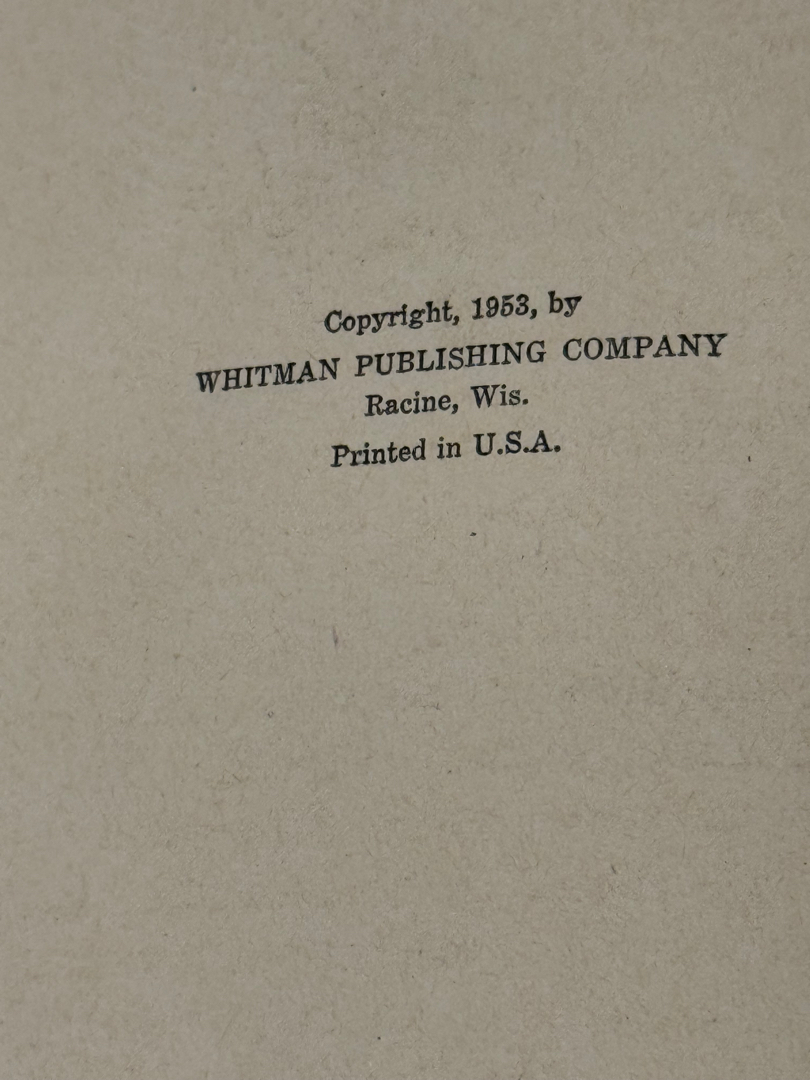 Copyright, 1953, by
WHITMAN PUBLISHING COMPANY
Racine, Wis.
Printed in U.S.A.